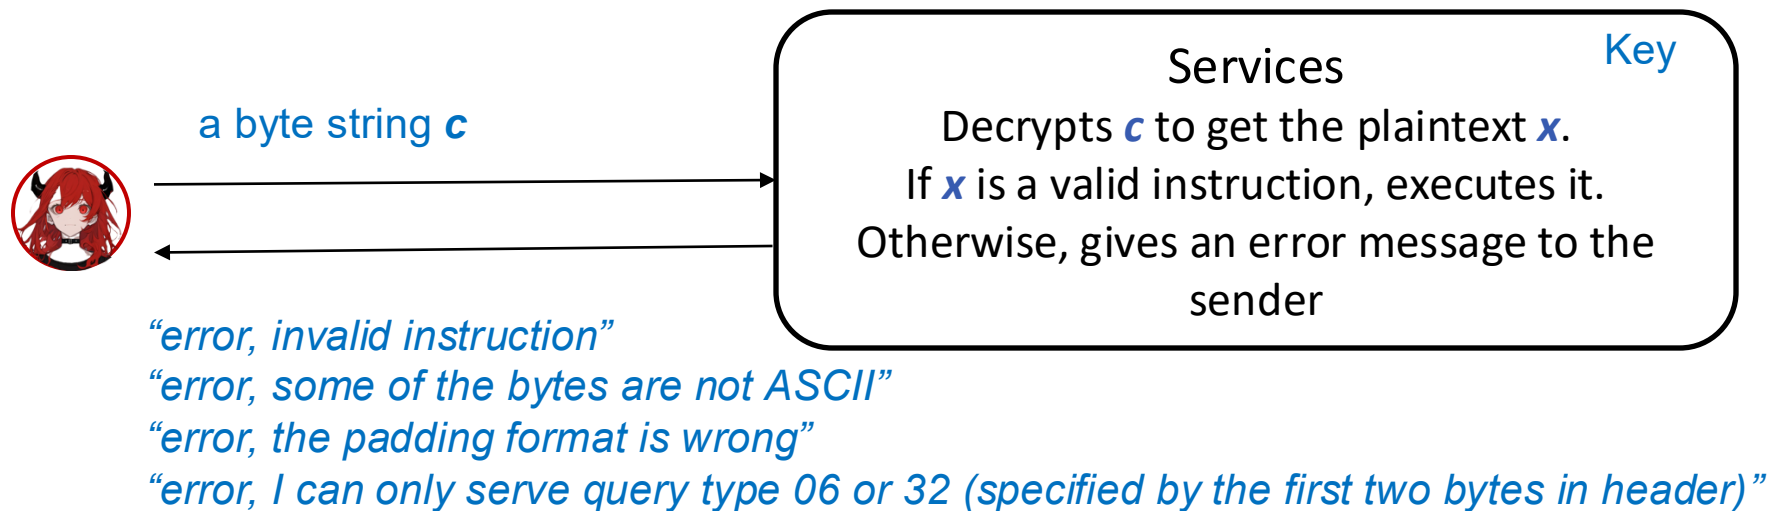 Services
Key
a byte string c
Decrypts c to get the plaintext x.
If x is a valid instruction, executes it.
Otherwise, gives an error message to the
sender
“error, invalid instruction”
“error, some of the bytes are not ASCII”
“error, the padding format is wrong”
“error, I can only serve query type 06 or 32 (specified by the first two bytes in header)”